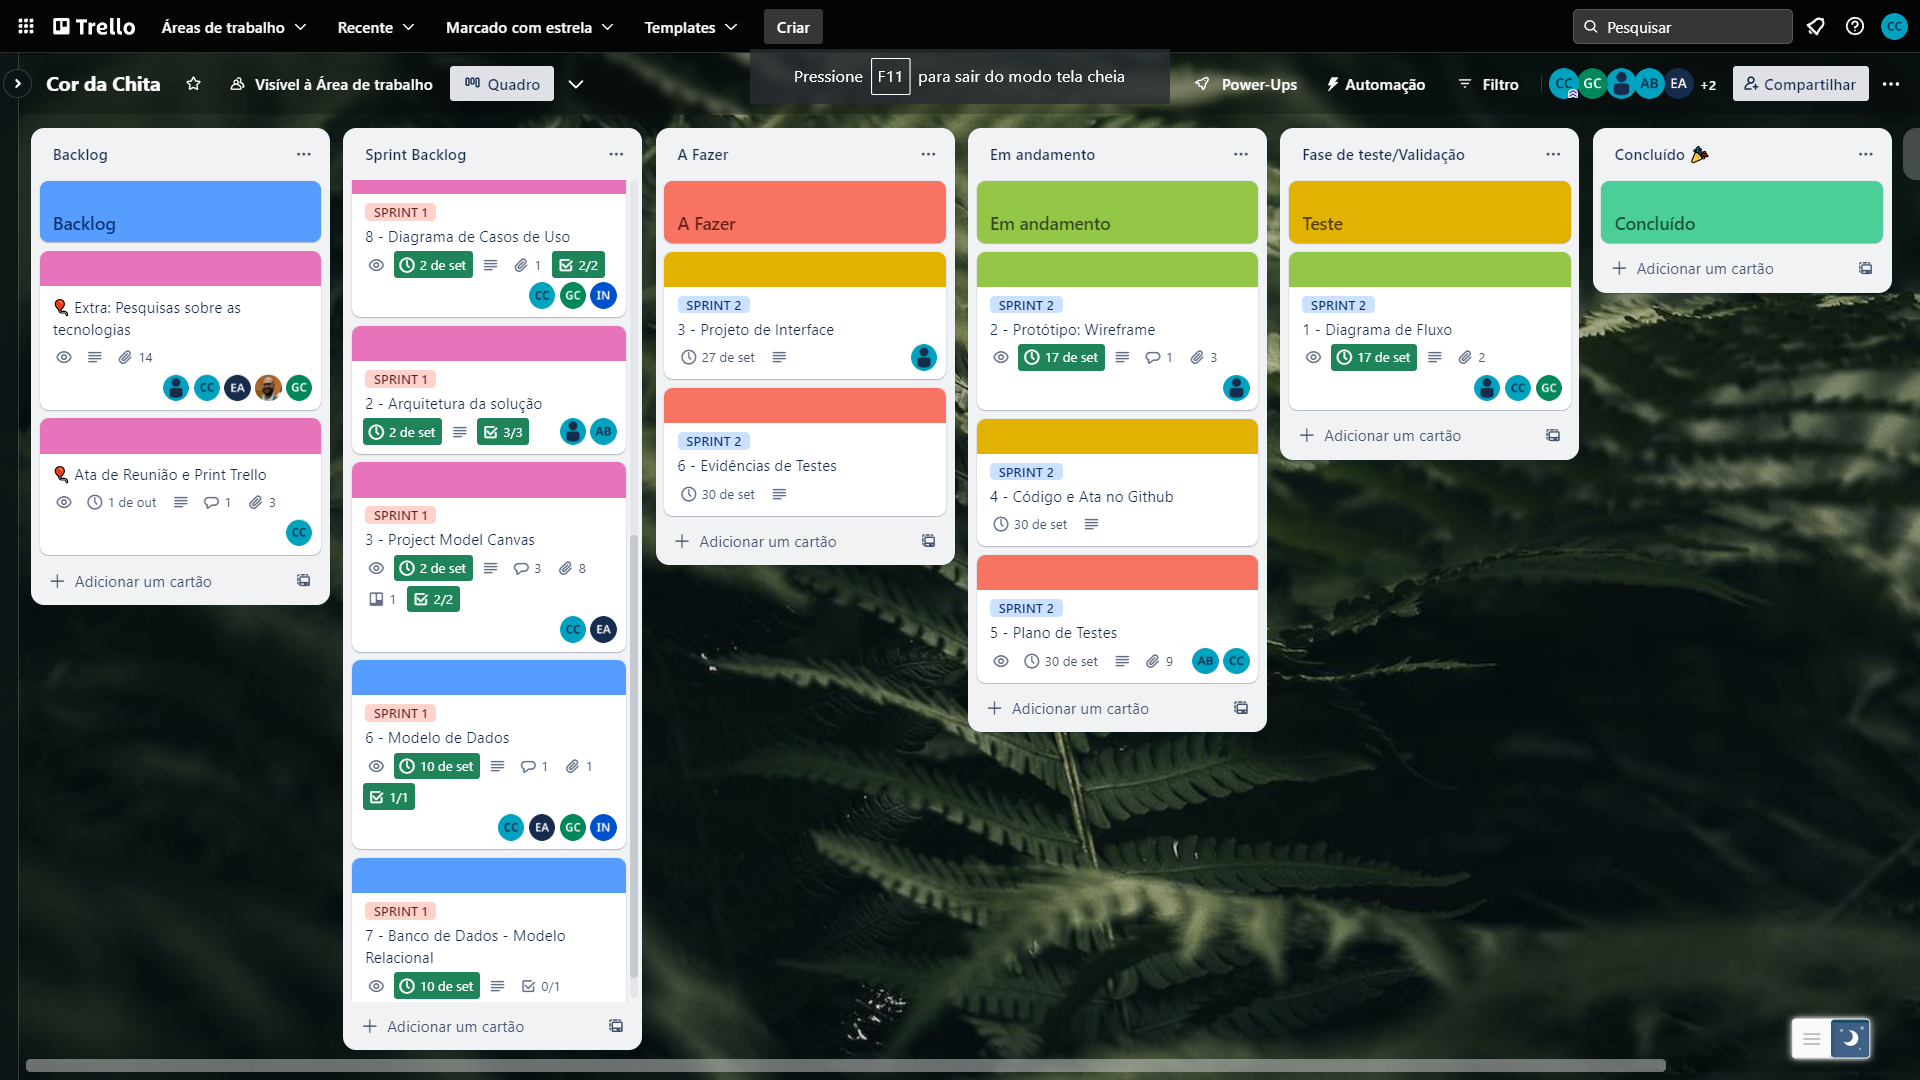 Trello
Áreas de trabalho
Recente
Marcado com estrela
Templates
Criar
Pesquisar
CC
Cor da Chita
Visível à Área de trabalho
Quadro
Pressione F11 para sair do modo tela cheia
Power-Ups
Automação
Filtro
CC
GC
AB
EA
+2
Compartilhar
Backlog
Backlog
Extra: Pesquisas sobre as
tecnologias
14
CC
EA
GC
Ata de Reunião e Print Trello
1 de out
1
3
CC
Adicionar um cartão
Sprint Backlog
SPRINT 1
8 - Diagrama de Casos de Uso
2 de set
1
2/2
CC
GC
IN
SPRINT 1
2 - Arquitetura da solução
2 de set
3/3
AB
SPRINT 1
3 - Project Model Canvas
2 de set
3
8
1
2/2
CC
EA
SPRINT 1
6 - Modelo de Dados
10 de set
1
1
1/1
CC
EA
GC
IN
SPRINT 1
7 - Banco de Dados - Modelo
Relacional
10 de set
0/1
Adicionar um cartão
A Fazer
A Fazer
SPRINT 2
3 - Projeto de Interface
27 de set
SPRINT 2
6 - Evidências de Testes
30 de set
Adicionar um cartão
Em andamento
Em andamento
SPRINT 2
2 - Protótipo: Wireframe
17 de set
1
3
SPRINT 2
4 - Código e Ata no Github
30 de set
SPRINT 2
5 - Plano de Testes
30 de set
9
AB
CC
Adicionar um cartão
Fase de teste/Validação
Teste
SPRINT 2
1 - Diagrama de Fluxo
17 de set
2
CC
GC
Adicionar um cartão
Concluído
Concluído
Adicionar um cartão